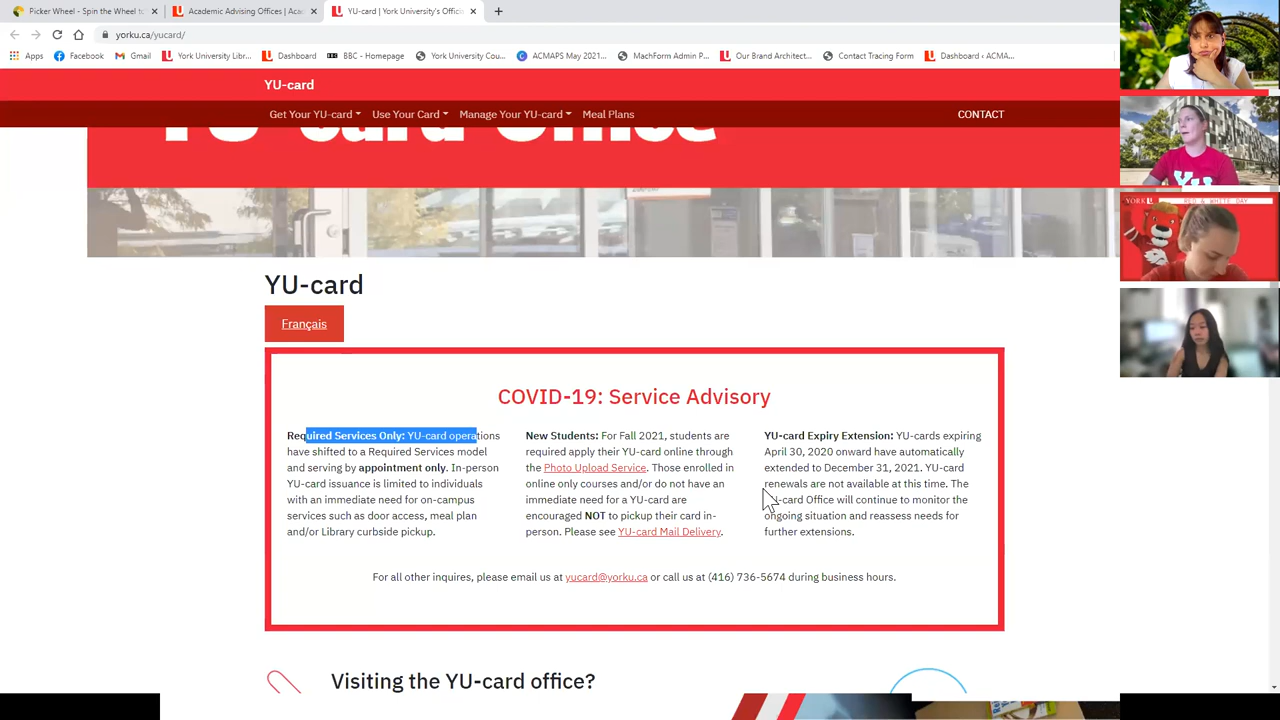 Picker Wheel - Spin the Wheel to
Academic Advising Offices | Aca
YU-card | York University's Offici
yorku.ca/yucard/
Apps
Facebook
Gmail
York University Libr...
Dashboard
BBC - Homepage
York University Cou...
ACMAPS May 2021...
MachForm Admin P...
Our Brand Architect...
Contact Tracing Form
Dashboard ‹ ACMA...
YU-card
Get Your YU-card
Use Your Card
Manage Your YU-card
Meal Plans
CONTACT
YU-card Office
YU-card
Français
COVID-19: Service Advisory
Required Services Only: YU-card operations
have shifted to a Required Services model
and serving by appointment only. In-person
YU-card issuance is limited to individuals
with an immediate need for on-campus
services such as door access, meal plan
and/or Library curbside pickup.
New Students: For Fall 2021, students are
required apply their YU-card online through
the Photo Upload Service. Those enrolled in
online only courses and/or do not have an
immediate need for a YU-card are
encouraged NOT to pickup their card in-
person. Please see YU-card Mail Delivery.
YU-card Expiry Extension: YU-cards expiring
April 30, 2020 onward have automatically
extended to December 31, 2021. YU-card
renewals are not available at this time. The
YU-card Office will continue to monitor the
ongoing situation and reassess needs for
further extensions.
For all other inquires, please email us at yucard@yorku.ca or call us at (416) 736-5674 during business hours.
Visiting the YU-card office?
YORK U
RED & WHITE DAY
YU